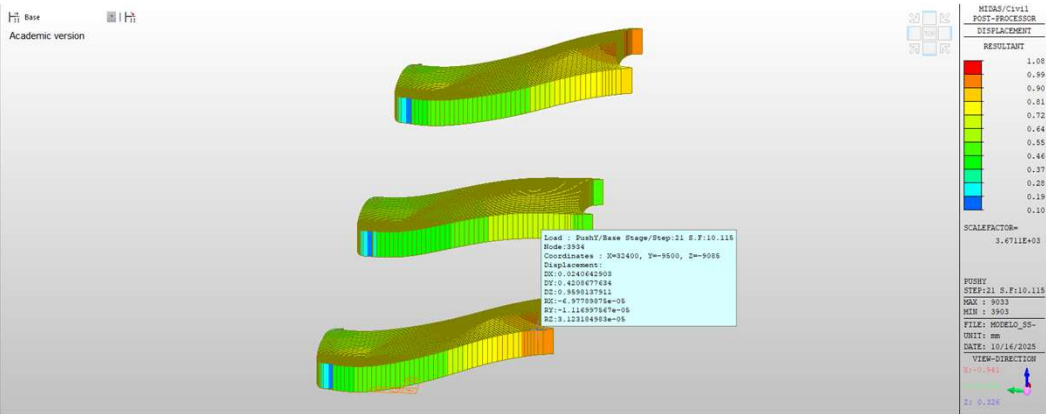 Base
Academic version
TOP
Load : PushY/Base Stage/Step:21 S.F:10.115
Node:3934
Coordinates : X=32400, Y=-9500, Z=-9085
Displacement:
DX:0.0240642903
DY:0.4208677634
DZ:0.9598137911
RX:-6.97789875e-05
RY:-1.116997567e-05
RZ:3.123184983e-05
MIDAS/Civil
POST-PROCESSOR
DISPLACEMENT
RESULTANT
1.08
0.99
0.90
0.81
0.72
0.64
0.55
0.46
0.37
0.28
0.19
0.10
SCALEFACTOR=
3.6711E+03
PUSHY
STEP:21 S.F:10.115
MAX : 9033
MIN : 3903
FILE: MODELO_SS~
UNIT: mm
DATE: 10/16/2025
VIEW-DIRECTION
X:-0.941
Z: 0.326